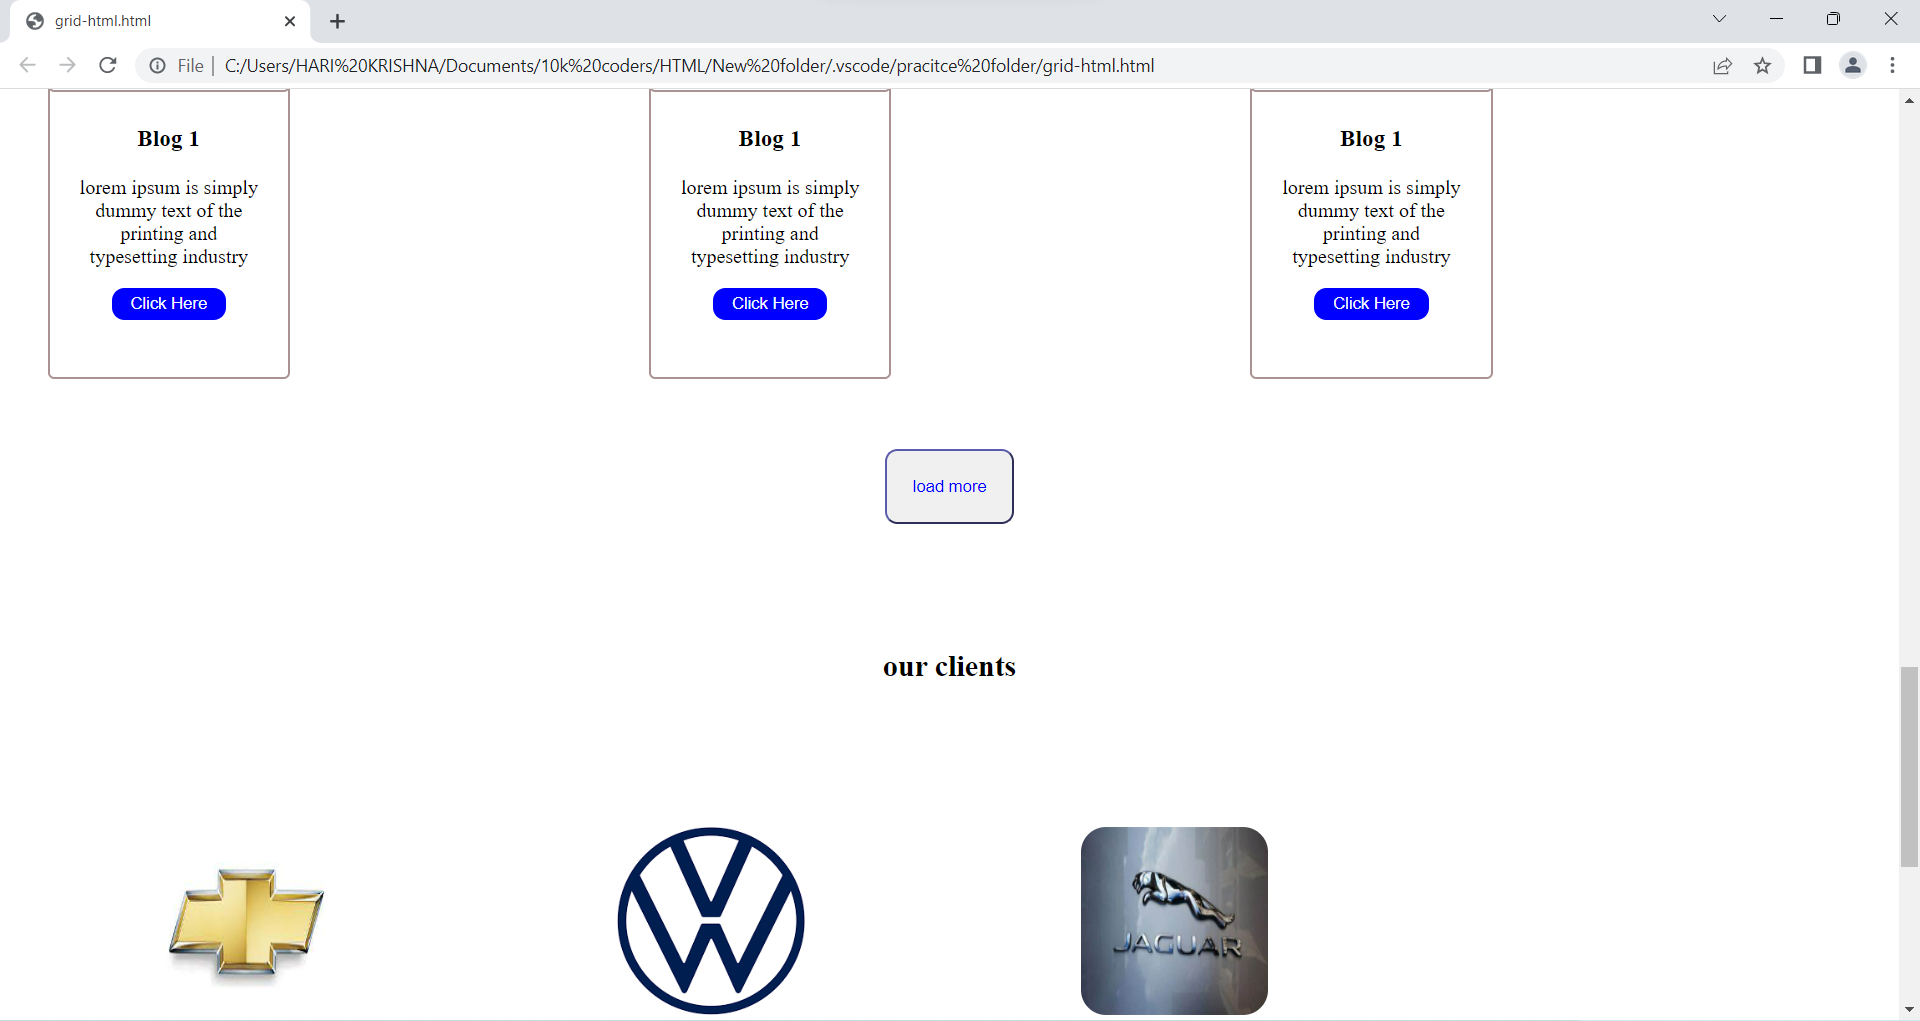 grid-html.html
File | C:/Users/HARI%20KRISHNA/Documents/10k%20coders/HTML/New%20folder/.vscode/pracitce%20folder/grid-html.html
Blog 1
lorem ipsum is simply
dummy text of the
printing and
typesetting industry
Click Here
Blog 1
lorem ipsum is simply
dummy text of the
printing and
typesetting industry
Click Here
Blog 1
lorem ipsum is simply
dummy text of the
printing and
typesetting industry
Click Here
load more
our clients
JAGUAR